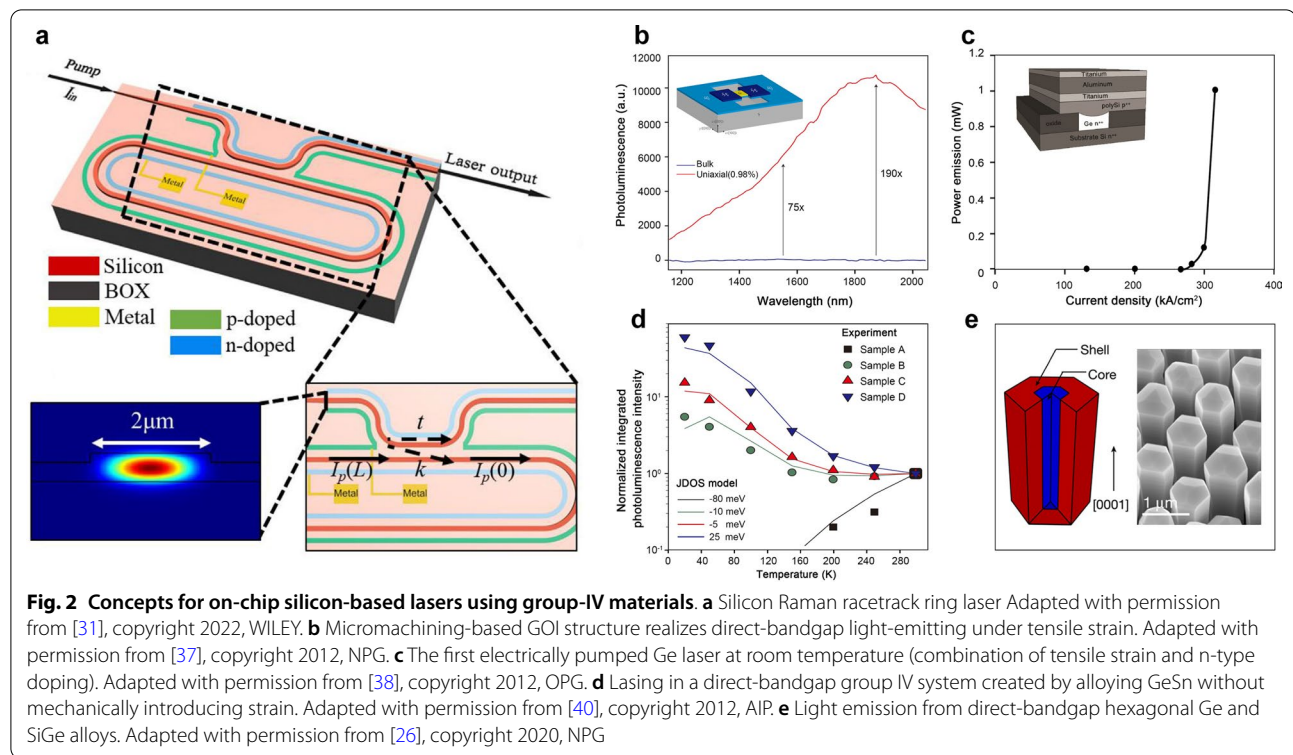 a
Pump
I_in
Laser output
Metal
Metal
Silicon
BOX
Metal
p-doped
n-doped
2μm
t
I_p(L)
k
I_p(0)
Metal
Metal
b
Photoluminescence (a.u.)
12000
10000
8000
6000
4000
2000
0
Bulk
Uniaxial(0.98%)
75x
190x
1200
1400
1600
1800
2000
Wavelength (nm)
c
Power emission (mW)
1.2
1
0.8
0.6
0.4
0.2
0
Titanium
Aluminum
Titanium
polySi p++
oxide
Ge n++
Substrate Si n++
0
100
200
300
400
Current density (kA/cm²)
d
Normalized integrated
photoluminescence intensity
10¹
10⁰
10⁻¹
Experiment
Sample A
Sample B
Sample C
Sample D
JDOS model
-80 meV
-10 meV
-5 meV
25 meV
0
40
80
120
160
200
240
280
Temperature (K)
e
Shell
Core
[0001]
1 μm
Fig. 2 Concepts for on-chip silicon-based lasers using group-IV materials. a Silicon Raman racetrack ring laser Adapted with permission
from [31], copyright 2022, WILEY. b Micromachining-based GOI structure realizes direct-bandgap light-emitting under tensile strain. Adapted with
permission from [37], copyright 2012, NPG. c The first electrically pumped Ge laser at room temperature (combination of tensile strain and n-type
doping). Adapted with permission from [38], copyright 2012, OPG. d Lasing in a direct-bandgap group IV system created by alloying GeSn without
mechanically introducing strain. Adapted with permission from [40], copyright 2012, AIP. e Light emission from direct-bandgap hexagonal Ge and
SiGe alloys. Adapted with permission from [26], copyright 2020, NPG